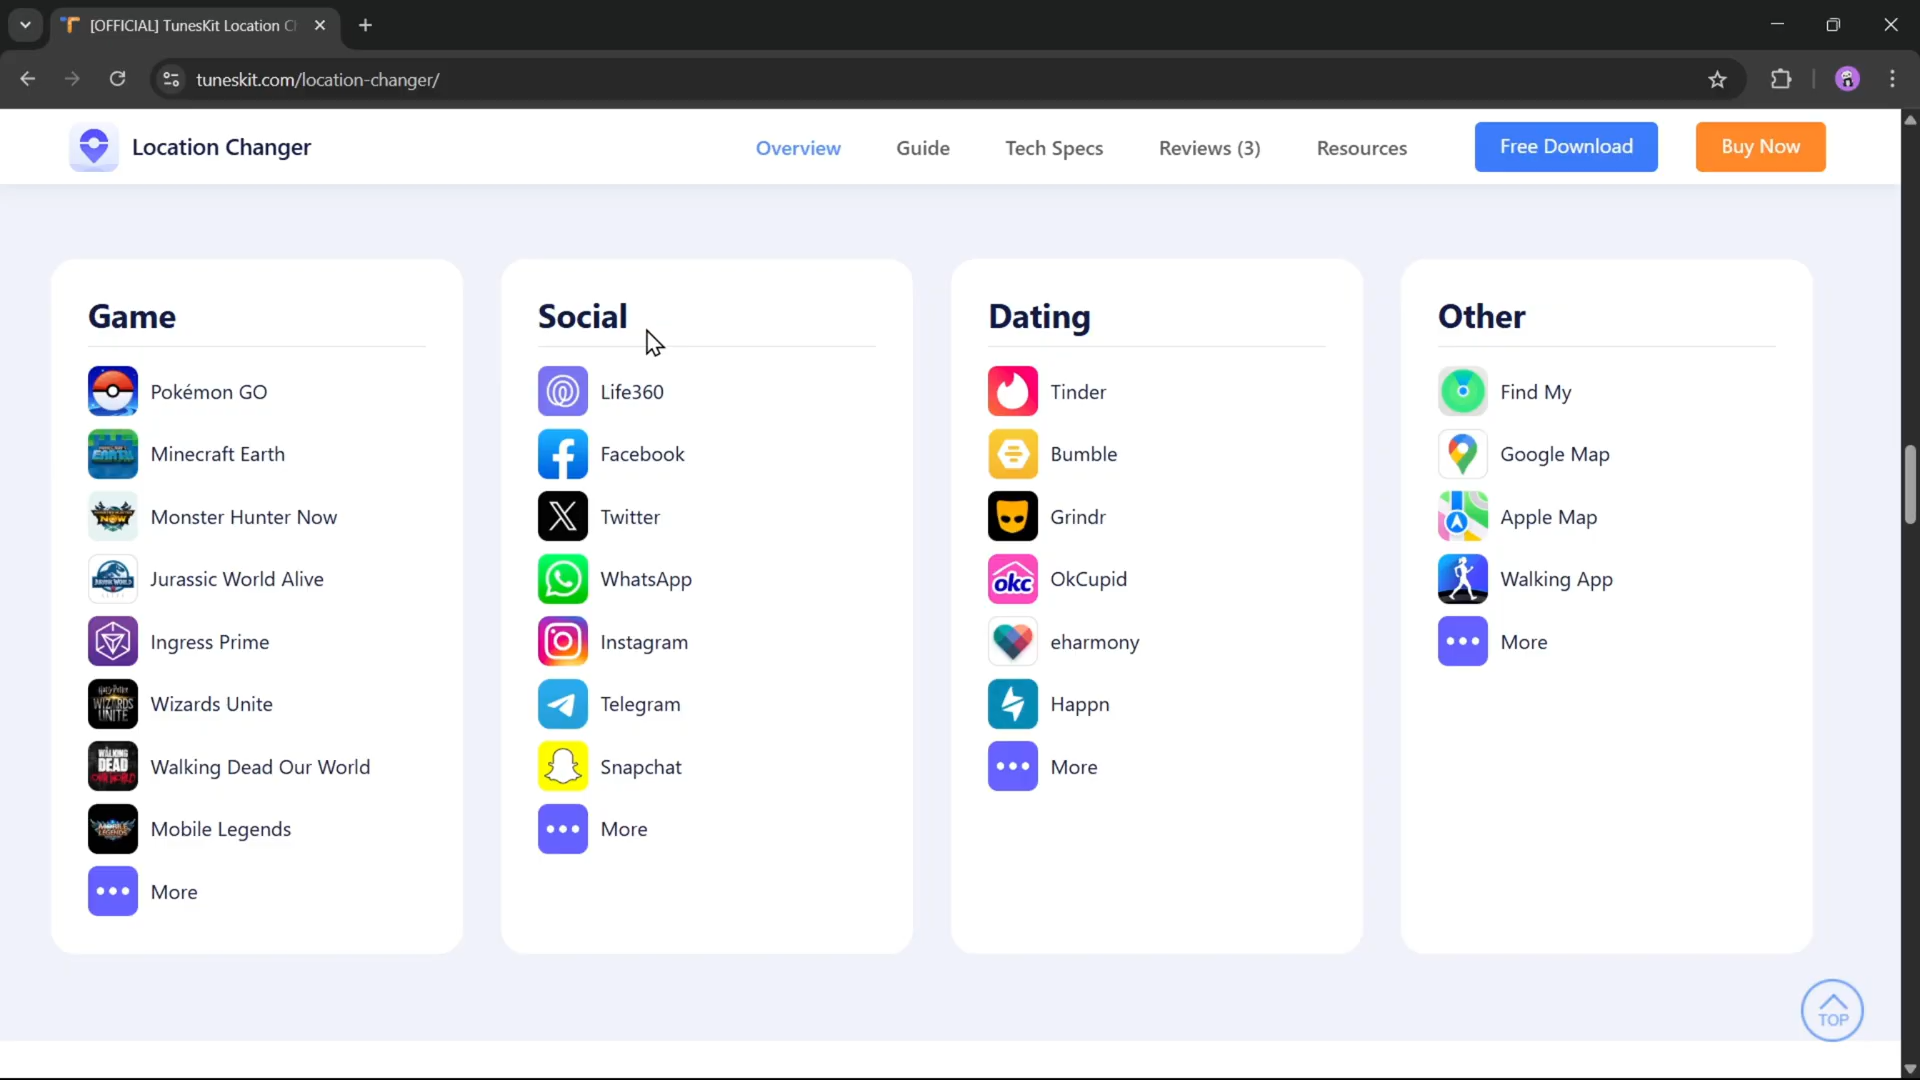 [OFFICIAL] TunesKit Location Ch
tuneskit.com/location-changer/
Location Changer
Overview
Guide
Tech Specs
Reviews (3)
Resources
Free Download
Buy Now
Game
Pokémon GO
Minecraft Earth
Monster Hunter Now
Jurassic World Alive
Ingress Prime
Wizards Unite
Walking Dead Our World
Mobile Legends
More
Social
Life360
Facebook
Twitter
WhatsApp
Instagram
Telegram
Snapchat
More
Dating
Tinder
Bumble
Grindr
okc
OkCupid
eharmony
Happn
More
Other
Find My
Google Map
Apple Map
Walking App
More
TOP